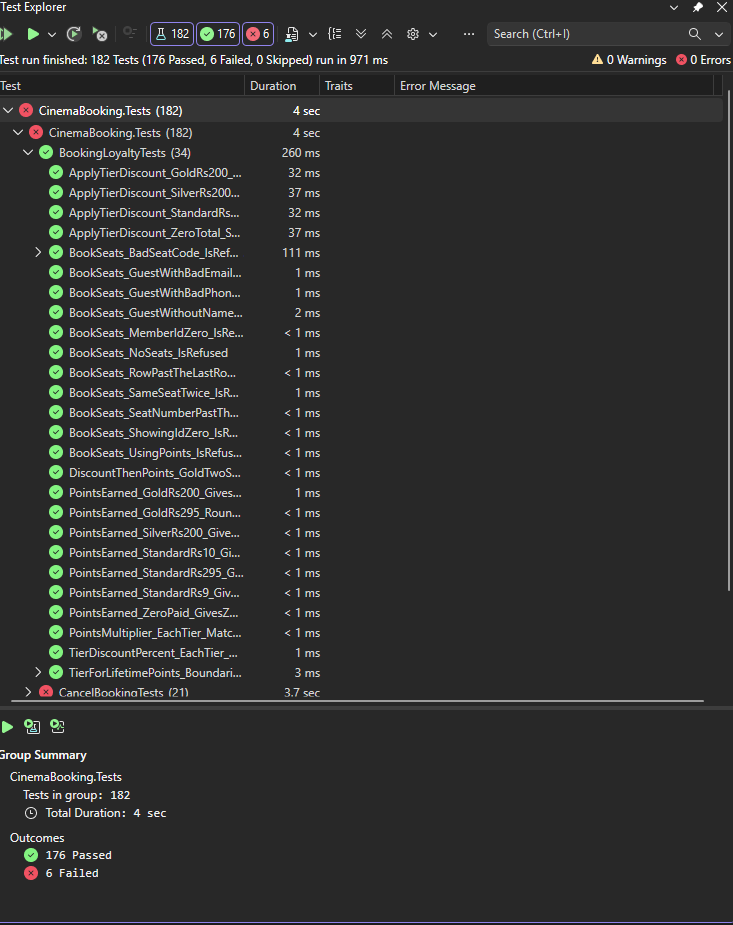 Test Explorer
182 176 6 Search (Ctrl+I)
Test run finished: 182 Tests (176 Passed, 6 Failed, 0 Skipped) run in 971 ms 0 Warnings 0 Errors
Test Duration Traits Error Message
CinemaBooking.Tests (182) 4 sec
CinemaBooking.Tests (182) 4 sec
BookingLoyaltyTests (34) 260 ms
ApplyTierDiscount_GoldRs200_... 32 ms
ApplyTierDiscount_SilverRs200... 37 ms
ApplyTierDiscount_StandardRs... 32 ms
ApplyTierDiscount_ZeroTotal_S... 37 ms
BookSeats_BadSeatCode_IsRef... 111 ms
BookSeats_GuestWithBadEmail... 1 ms
BookSeats_GuestWithBadPhon... 1 ms
BookSeats_GuestWithoutName... 2 ms
BookSeats_MemberIdZero_IsRe... < 1 ms
BookSeats_NoSeats_IsRefused 1 ms
BookSeats_RowPastTheLastRo... < 1 ms
BookSeats_SameSeatTwice_IsR... 1 ms
BookSeats_SeatNumberPastTh... < 1 ms
BookSeats_ShowingIdZero_IsR... < 1 ms
BookSeats_UsingPoints_IsRefus... < 1 ms
DiscountThenPoints_GoldTwoS... < 1 ms
PointsEarned_GoldRs200_Gives... 1 ms
PointsEarned_GoldRs295_Roun... < 1 ms
PointsEarned_SilverRs200_Give... < 1 ms
PointsEarned_StandardRs10_Gi... < 1 ms
PointsEarned_StandardRs295_G... < 1 ms
PointsEarned_StandardRs9_Giv... < 1 ms
PointsEarned_ZeroPaid_GivesZ... < 1 ms
PointsMultiplier_EachTier_Matc... < 1 ms
TierDiscountPercent_EachTier_... 1 ms
TierForLifetimePoints_Boundari... 3 ms
CancelBookingTests (21) 3.7 sec
Group Summary
CinemaBooking.Tests
Tests in group: 182
Total Duration: 4 sec
Outcomes
176 Passed
6 Failed